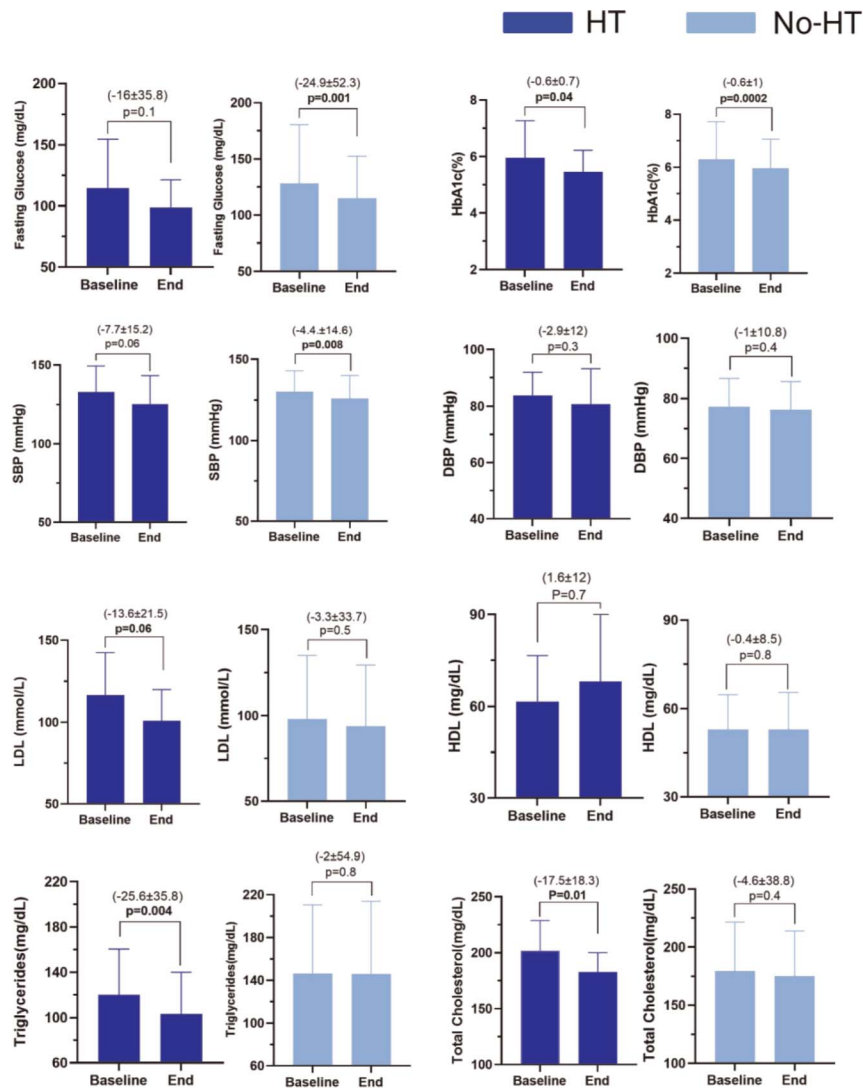 HT No-HT
(-16±35.8)
p=0.1
Fasting Glucose (mg/dL)
200
150
100
50
Baseline End
(-24.9±52.3)
p=0.001
Fasting Glucose (mg/dL)
200
150
100
50
Baseline End
(-0.6±0.7)
p=0.04
HbA1c(%)
8
6
4
2
Baseline End
(-0.6±1)
p=0.0002
HbA1c(%)
8
6
4
2
Baseline End
(-7.7±15.2)
p=0.06
SBP (mmHg)
150
100
50
Baseline End
(-4.4.±14.6)
p=0.008
SBP (mmHg)
150
100
50
Baseline End
(-2.9±12)
p=0.3
DBP (mmHg)
100
80
60
40
Baseline End
(-1±10.8)
p=0.4
DBP (mmHg)
100
80
60
40
Baseline End
(-13.6±21.5)
p=0.06
LDL (mmol/L)
150
100
50
Baseline End
(-3.3±33.7)
p=0.5
LDL (mmol/L)
150
100
50
Baseline End
(1.6±12)
P=0.7
HDL (mg/dL)
90
60
30
Baseline End
(-0.4±8.5)
p=0.8
HDL (mg/dL)
90
60
30
Baseline End
(-25.6±35.8)
p=0.004
Triglycerides(mg/dL)
220
180
140
100
60
Baseline End
(-2±54.9)
p=0.8
Triglycerides(mg/dL)
220
180
140
100
60
Baseline End
(-17.5±18.3)
P=0.01
Total Cholesterol(mg/dL)
250
200
150
100
Baseline End
(-4.6±38.8)
p=0.4
Total Cholesterol(mg/dL)
250
200
150
100
Baseline End